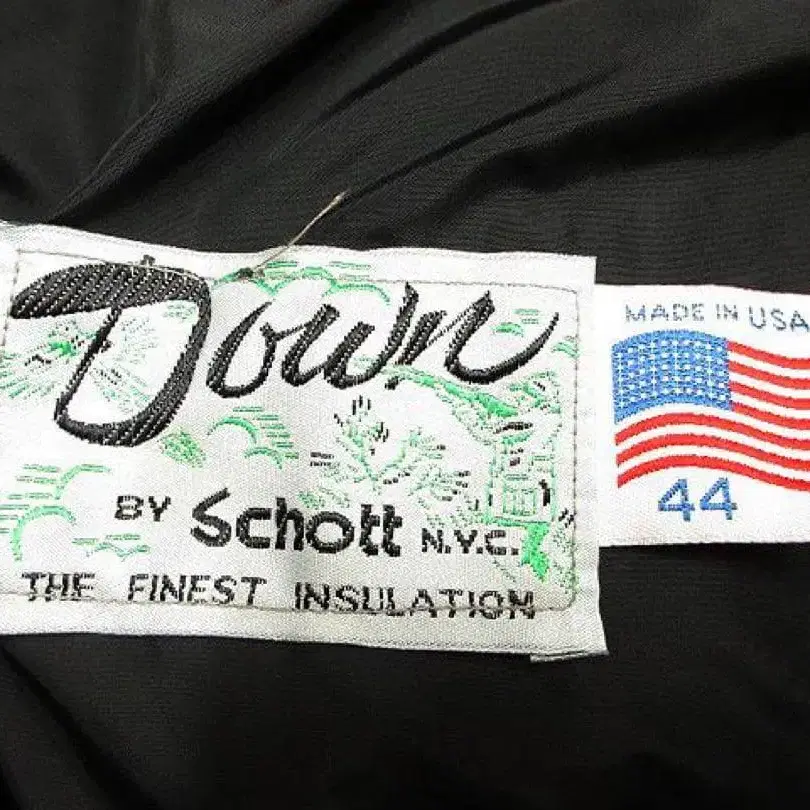 Down
BY Schott N.Y.C.
THE FINEST INSULATION
MADE IN USA
44